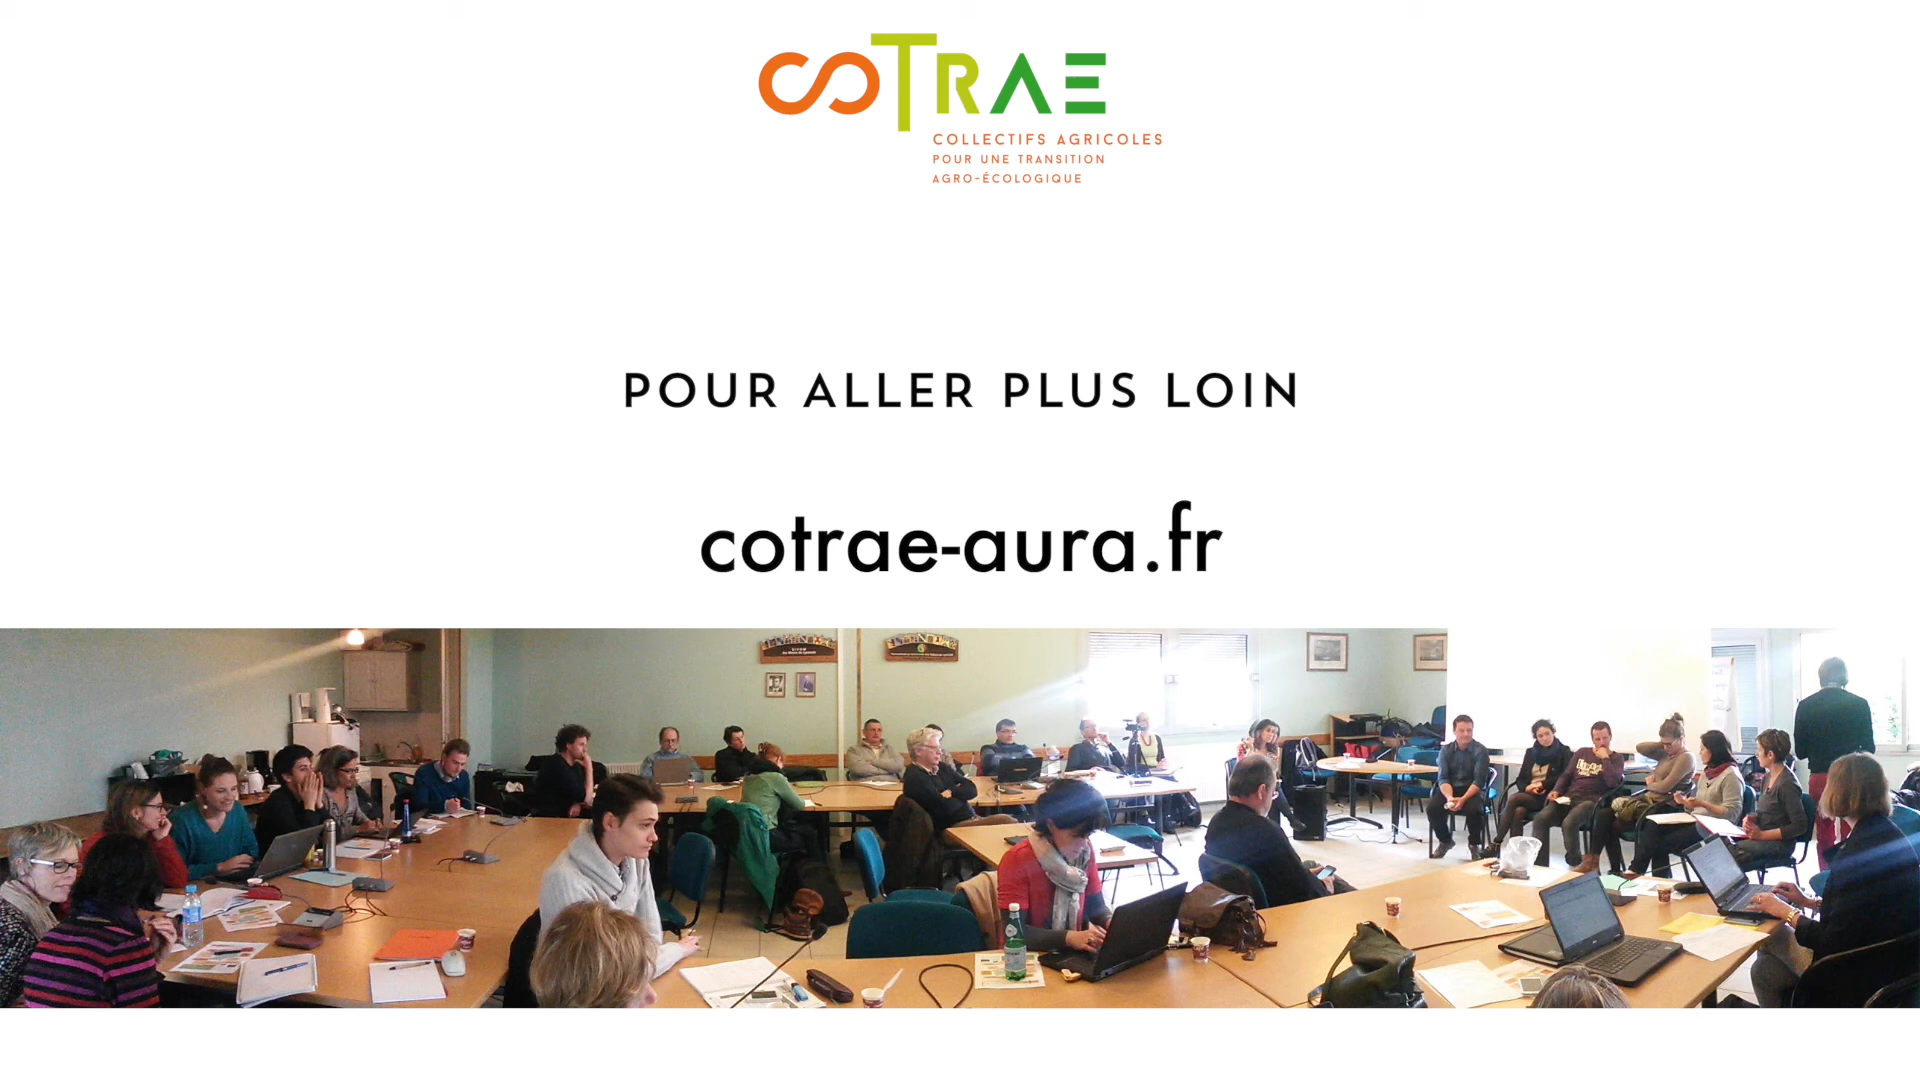 COTRAE
COLLECTIFS AGRICOLES
POUR UNE TRANSITION
AGRO-ÉCOLOGIQUE
POUR ALLER PLUS LOIN
cotrae-aura.fr